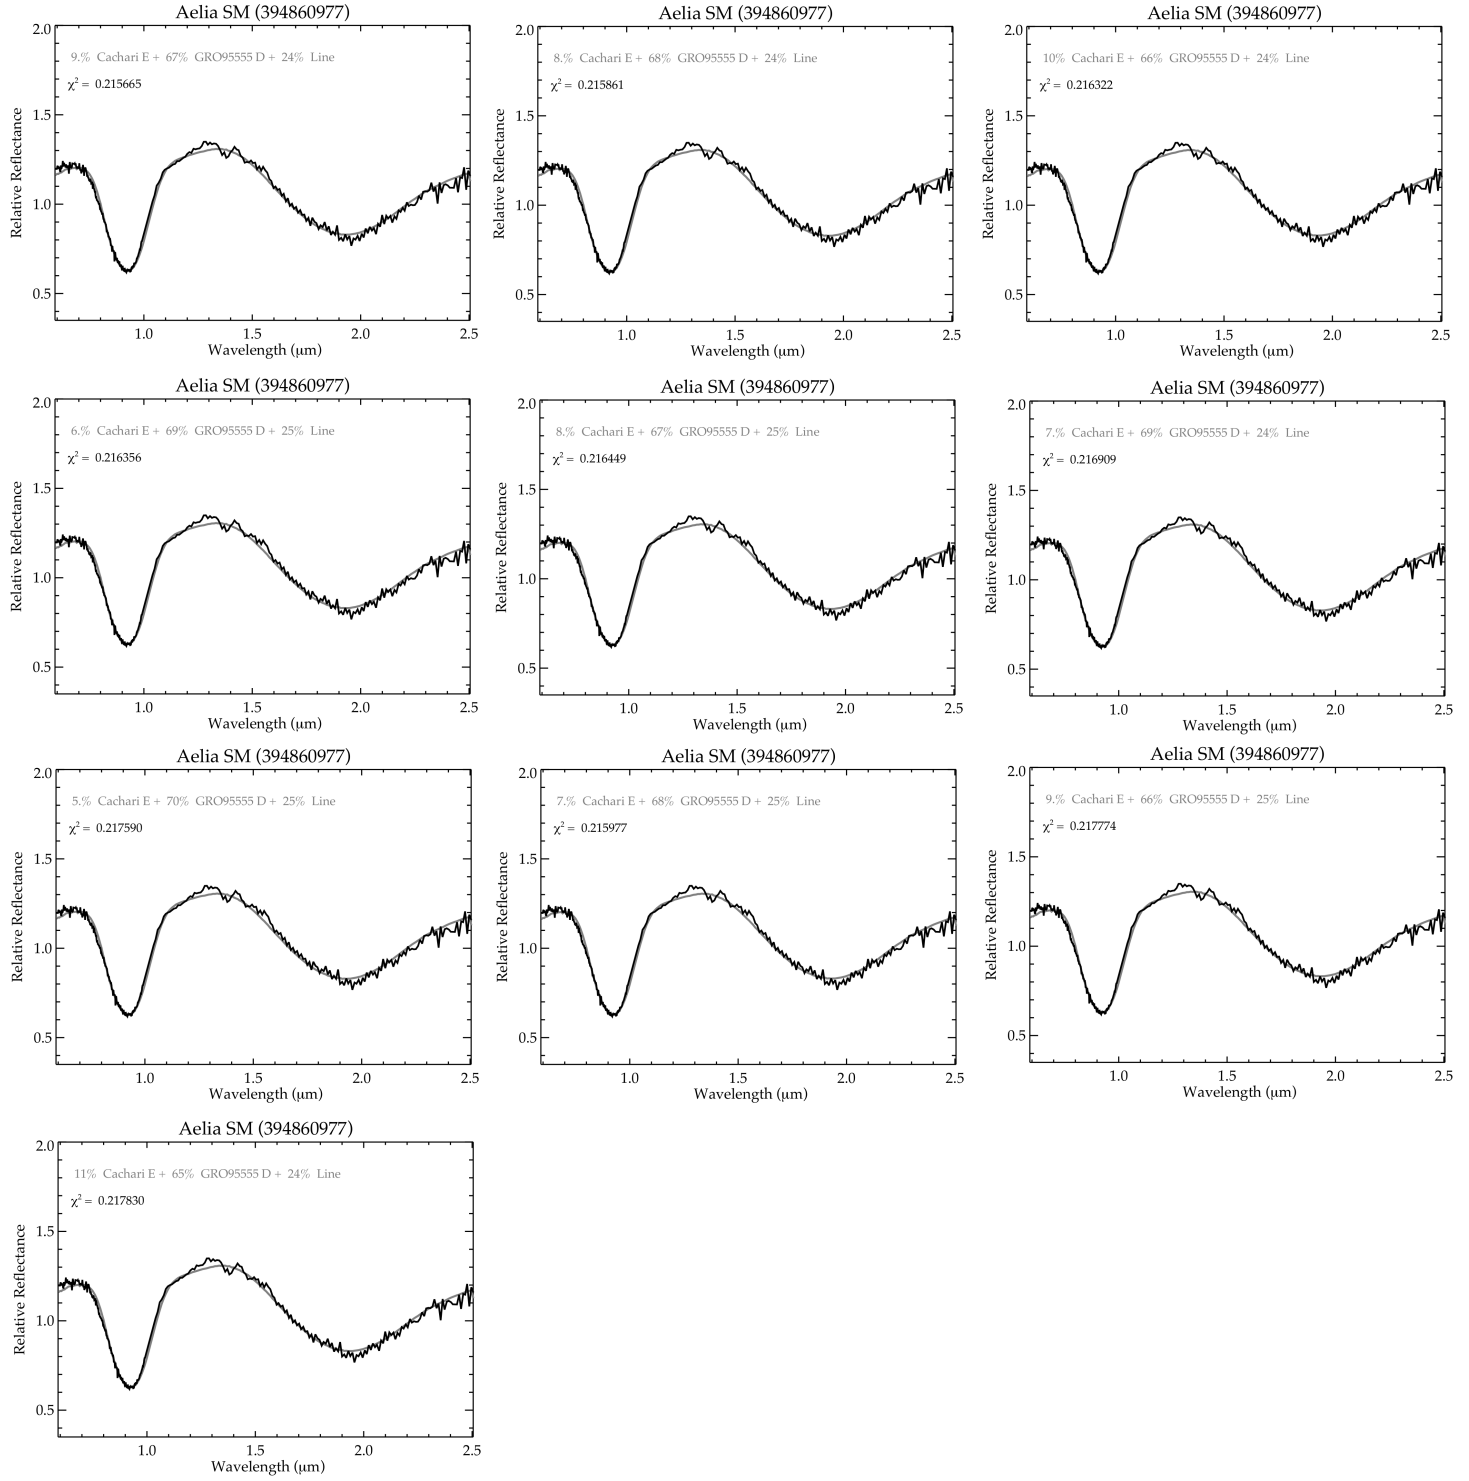 Aelia SM (394860977)
2.0
1.5
1.0
0.5
Relative Reflectance
9.% Cachari E + 67% GRO95555 D + 24% Line
χ² = 0.215665
1.0 1.5 2.0 2.5
Wavelength (μm)
Aelia SM (394860977)
2.0
1.5
1.0
0.5
Relative Reflectance
8.% Cachari E + 68% GRO95555 D + 24% Line
χ² = 0.215861
1.0 1.5 2.0 2.5
Wavelength (μm)
Aelia SM (394860977)
2.0
1.5
1.0
0.5
Relative Reflectance
10% Cachari E + 66% GRO95555 D + 24% Line
χ² = 0.216322
1.0 1.5 2.0 2.5
Wavelength (μm)
Aelia SM (394860977)
2.0
1.5
1.0
0.5
Relative Reflectance
6.% Cachari E + 69% GRO95555 D + 25% Line
χ² = 0.216356
1.0 1.5 2.0 2.5
Wavelength (μm)
Aelia SM (394860977)
2.0
1.5
1.0
0.5
Relative Reflectance
8.% Cachari E + 67% GRO95555 D + 25% Line
χ² = 0.216449
1.0 1.5 2.0 2.5
Wavelength (μm)
Aelia SM (394860977)
2.0
1.5
1.0
0.5
Relative Reflectance
7.% Cachari E + 69% GRO95555 D + 24% Line
χ² = 0.216909
1.0 1.5 2.0 2.5
Wavelength (μm)
Aelia SM (394860977)
2.0
1.5
1.0
0.5
Relative Reflectance
5.% Cachari E + 70% GRO95555 D + 25% Line
χ² = 0.217590
1.0 1.5 2.0 2.5
Wavelength (μm)
Aelia SM (394860977)
2.0
1.5
1.0
0.5
Relative Reflectance
7.% Cachari E + 68% GRO95555 D + 25% Line
χ² = 0.215977
1.0 1.5 2.0 2.5
Wavelength (μm)
Aelia SM (394860977)
2.0
1.5
1.0
0.5
Relative Reflectance
9.% Cachari E + 66% GRO95555 D + 25% Line
χ² = 0.217774
1.0 1.5 2.0 2.5
Wavelength (μm)
Aelia SM (394860977)
2.0
1.5
1.0
0.5
Relative Reflectance
11% Cachari E + 65% GRO95555 D + 24% Line
χ² = 0.217830
1.0 1.5 2.0 2.5
Wavelength (μm)